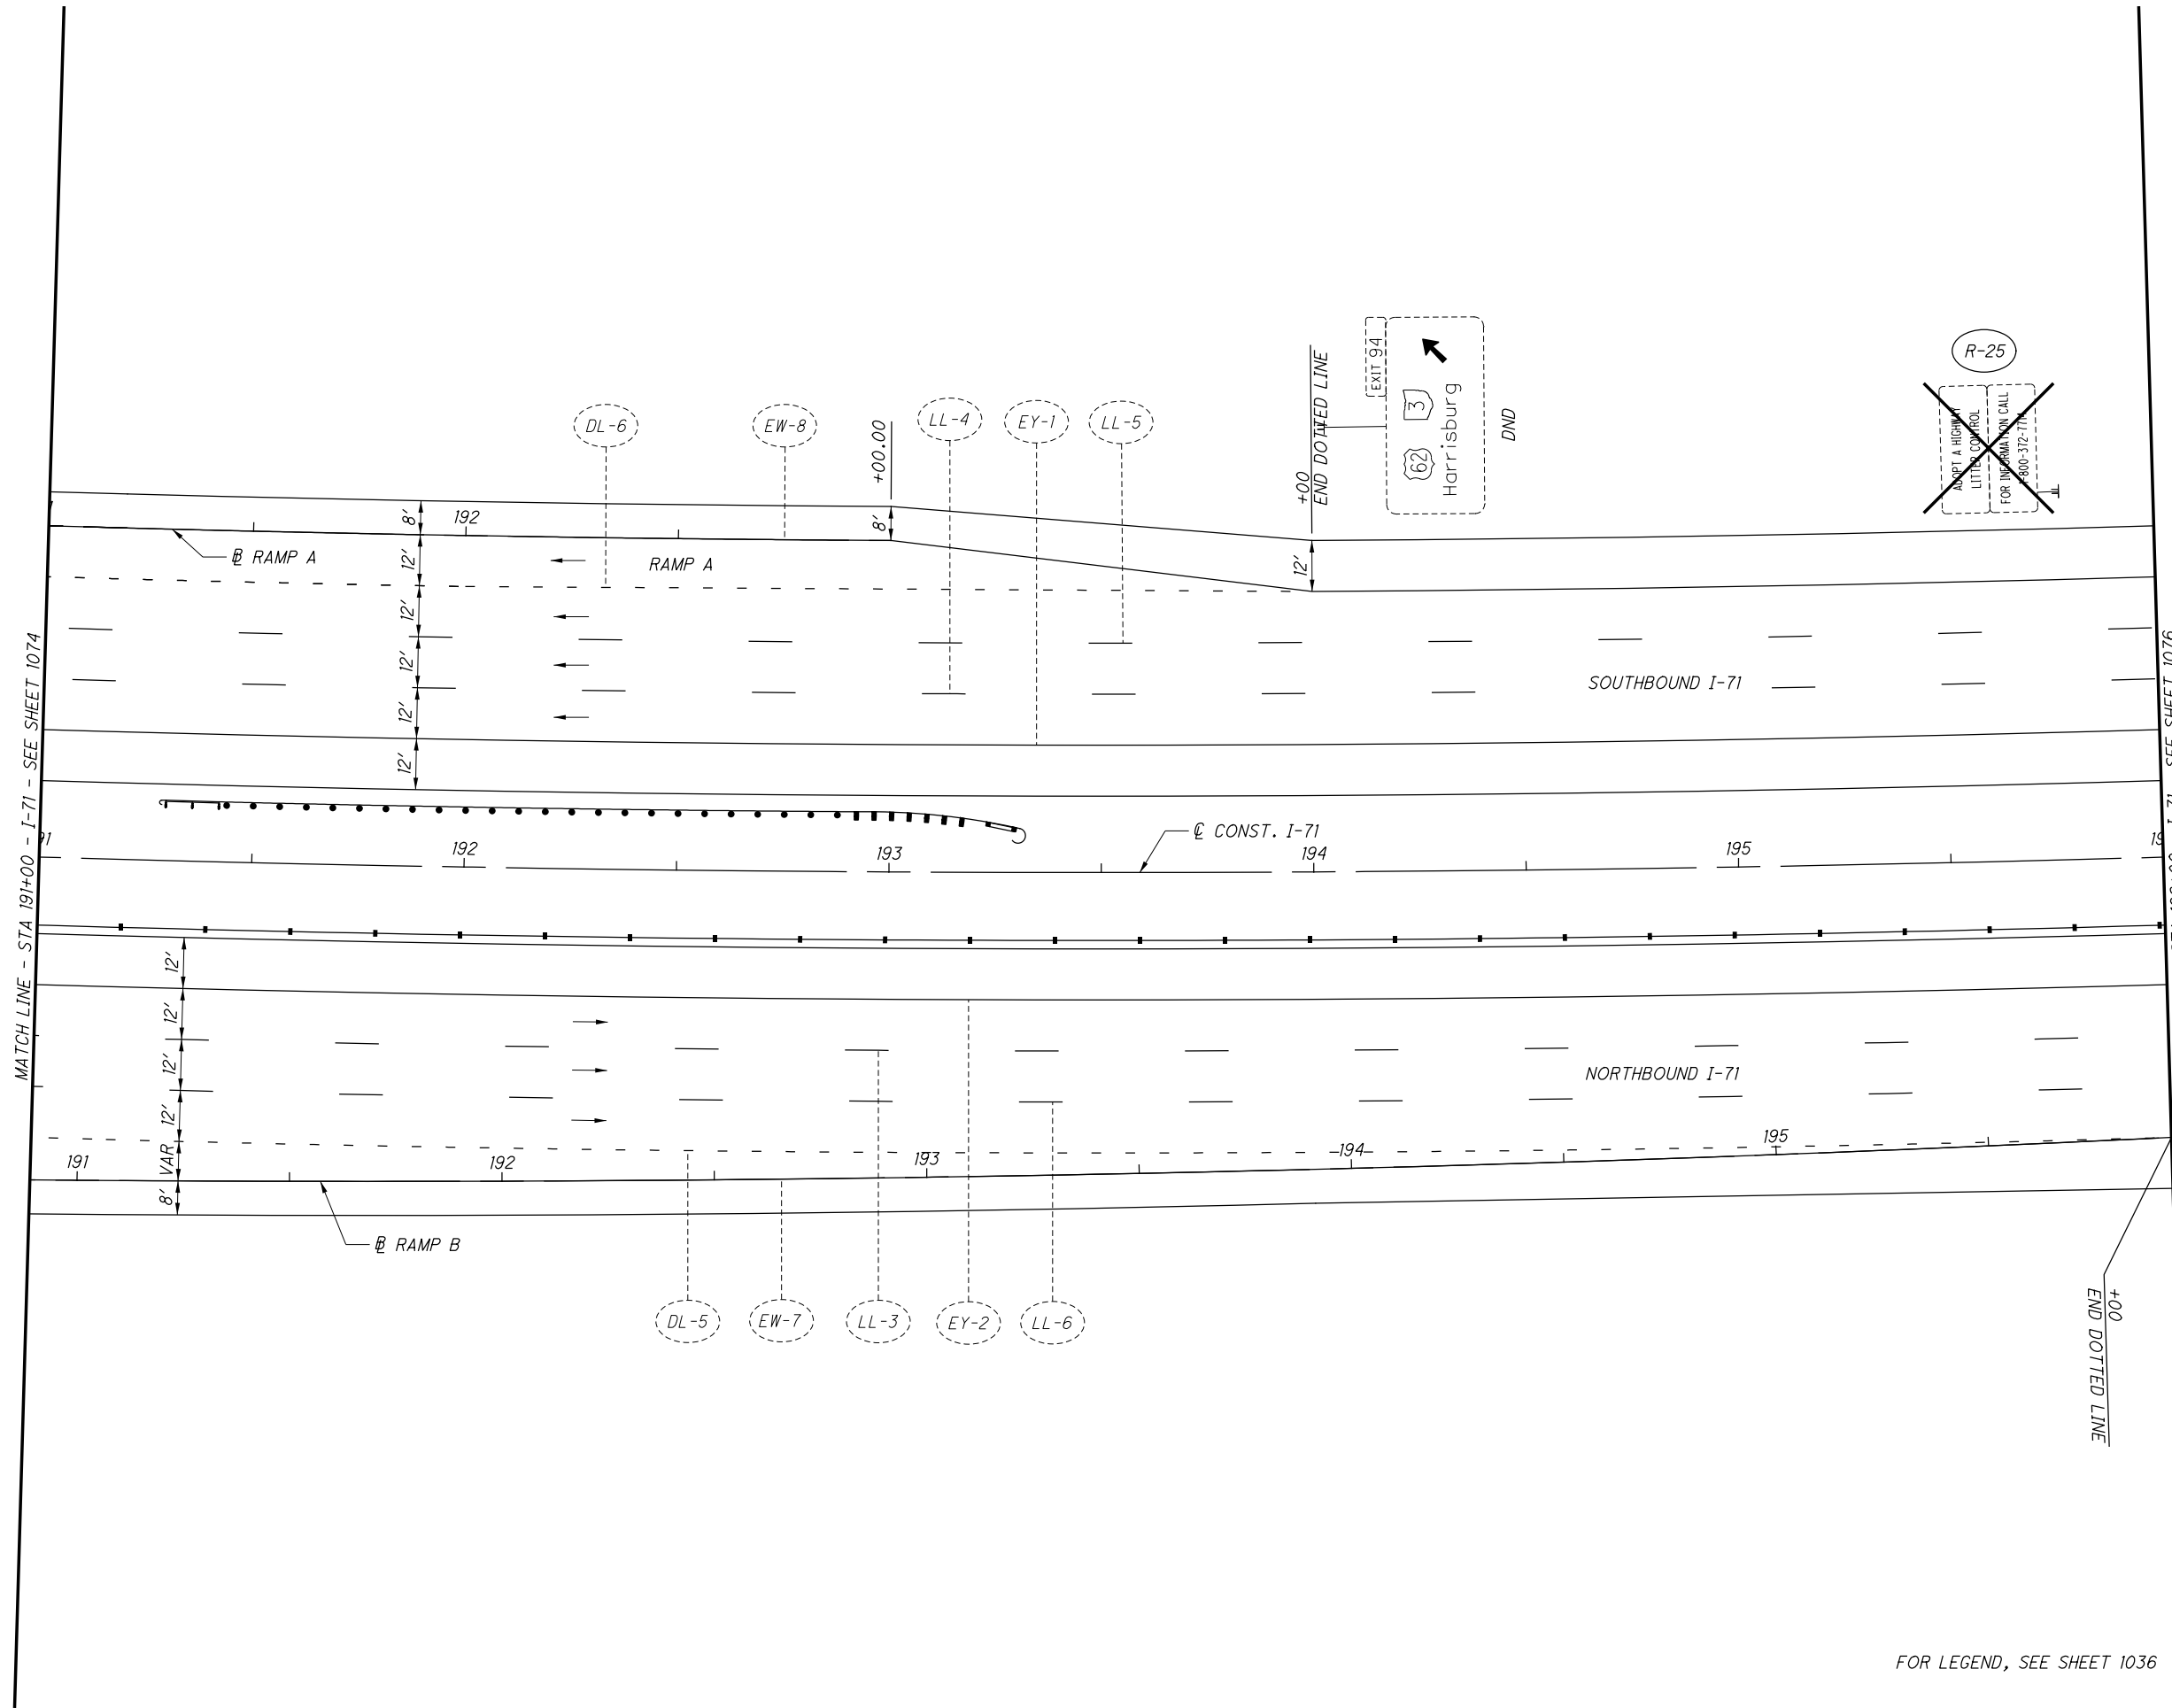 R-25
ADOPT A HIGHWAY
LITTER CONTROL
FOR INFORMATION CALL
EXIT 94
3
62
Harrisburg
DND
+00
END DOTTED LINE
DL-6
EW-8
+00.00
LL-4
EY-1
LL-5
8'
192
8'
12'
℄ RAMP A
RAMP A
12'
12'
12'
12'
12'
SOUTHBOUND I-71
MATCH LINE - STA 191+00 - I-71 - SEE SHEET 1074
SEE SHEET 1076
℄ CONST. I-71
192
193
194
195
12'
12'
12'
12'
VAR
8'
NORTHBOUND I-71
191
192
193
194
195
℄ RAMP B
DL-5
EW-7
LL-3
EY-2
LL-6
+00
END DOTTED LINE
FOR LEGEND, SEE SHEET 1036